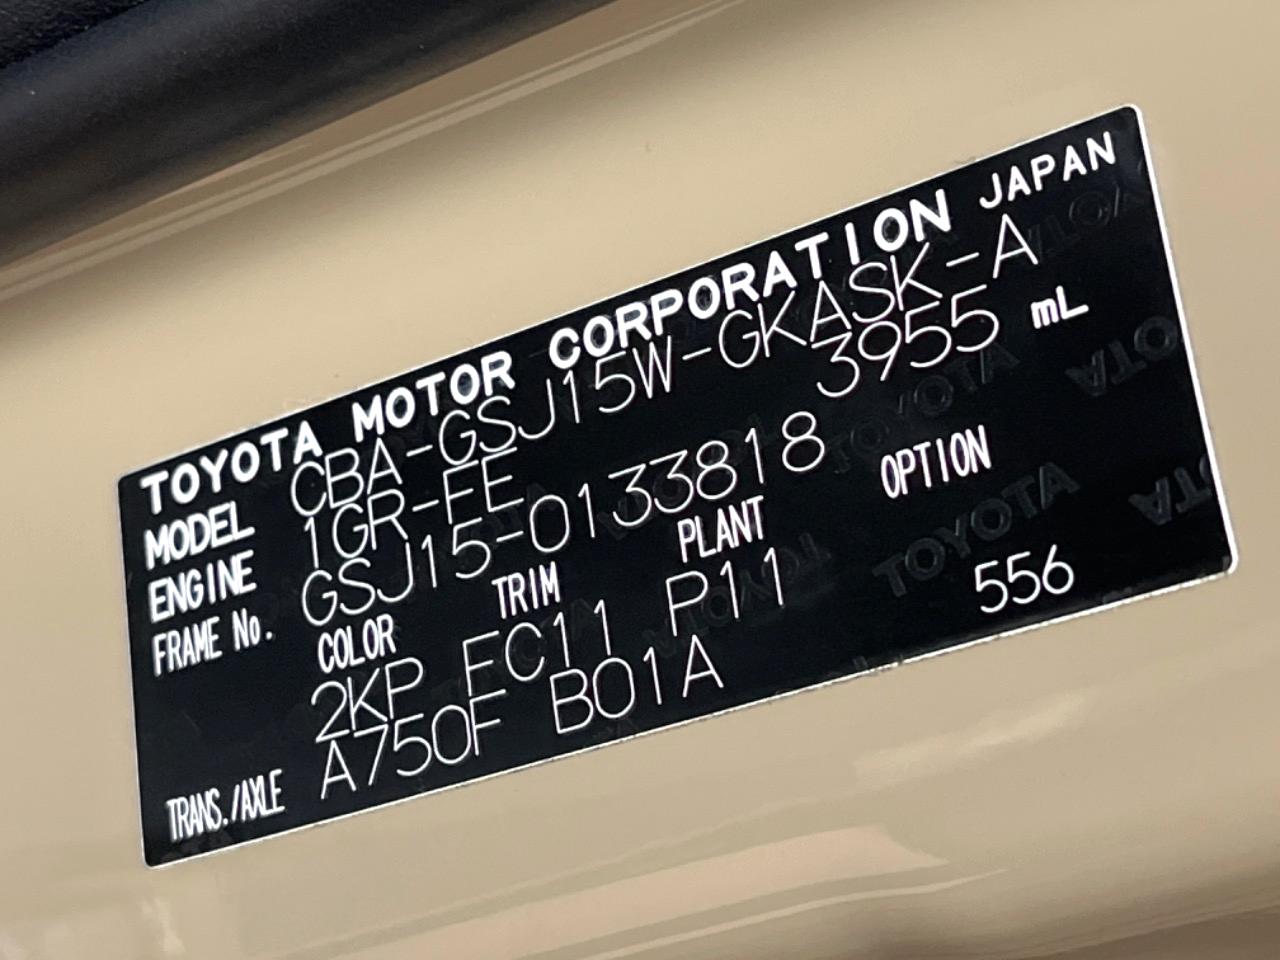 TOYOTA MOTOR CORPORATION JAPAN
MODEL CBA-GSJ15W-GKASK-A
ENGINE 1GR-FE 3955 mL
FRAME No. GSJ15-0133818
COLOR TRIM PLANT OPTION
2KP FC11 P11 556
TRANS./AXLE A750F B01A